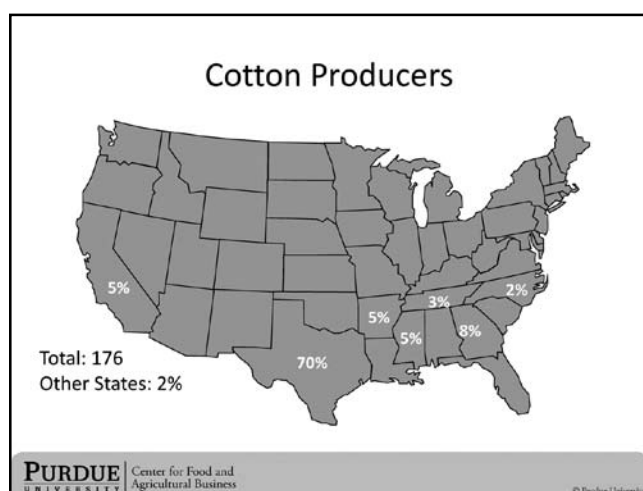 Cotton Producers
5%
2%
3%
5%
5%
8%
70%
Total: 176
Other States: 2%
PURDUE
UNIVERSITY
Center for Food and
Agricultural Business
© Purdue